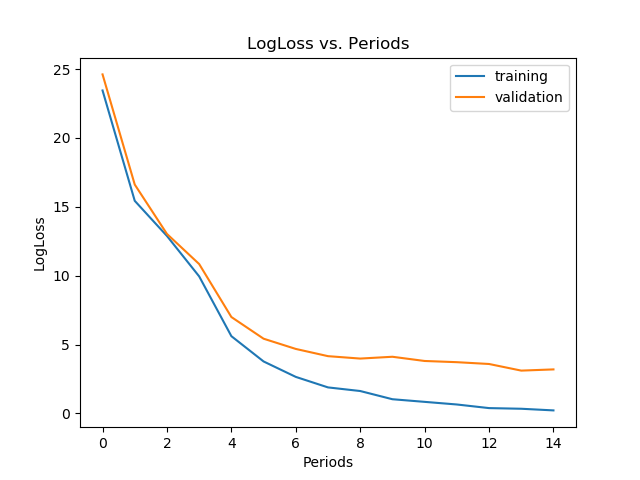 LogLoss vs. Periods
training
validation
25
20
15
10
5
0
LogLoss
0 2 4 6 8 10 12 14
Periods